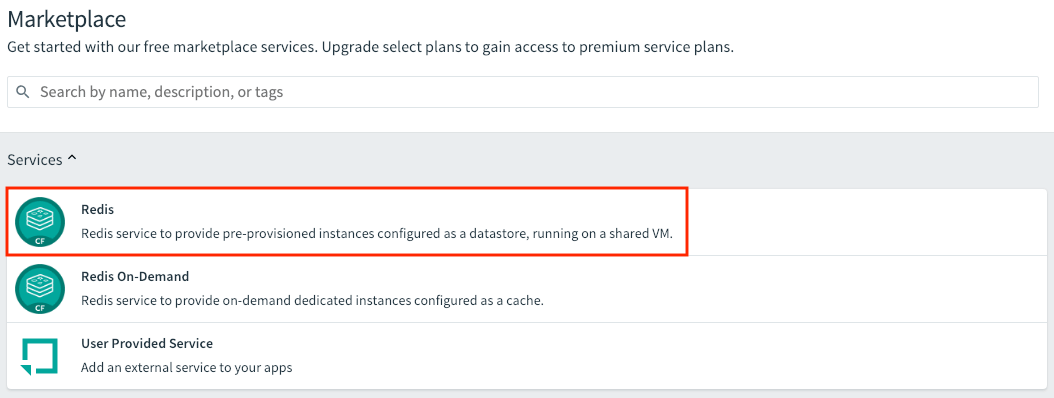 Marketplace
Get started with our free marketplace services. Upgrade select plans to gain access to premium service plans.
Search by name, description, or tags
Services
Redis
CF
Redis service to provide pre-provisioned instances configured as a datastore, running on a shared VM.
Redis On-Demand
CF
Redis service to provide on-demand dedicated instances configured as a cache.
User Provided Service
Add an external service to your apps